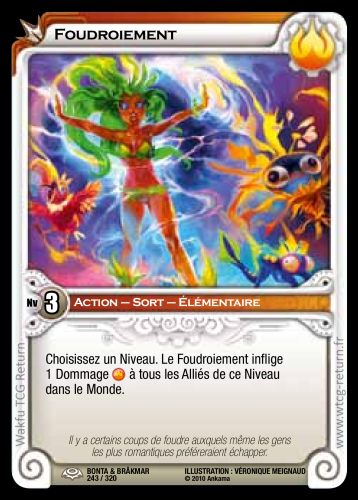 Foudroiement
Nv 3 Action – Sort – Élémentaire
Choisissez un Niveau. Le Foudroiement inflige
1 Dommage à tous les Alliés de ce Niveau
dans le Monde.
Il y a certains coups de foudre auxquels même les gens
les plus romantiques préféreraient échapper.
BONTA & BRÂKMAR
243 / 320
ILLUSTRATION : VÉRONIQUE MEIGNAUD
© 2010 Ankama
Wakfu TCG Return
www.wtcg-return.fr